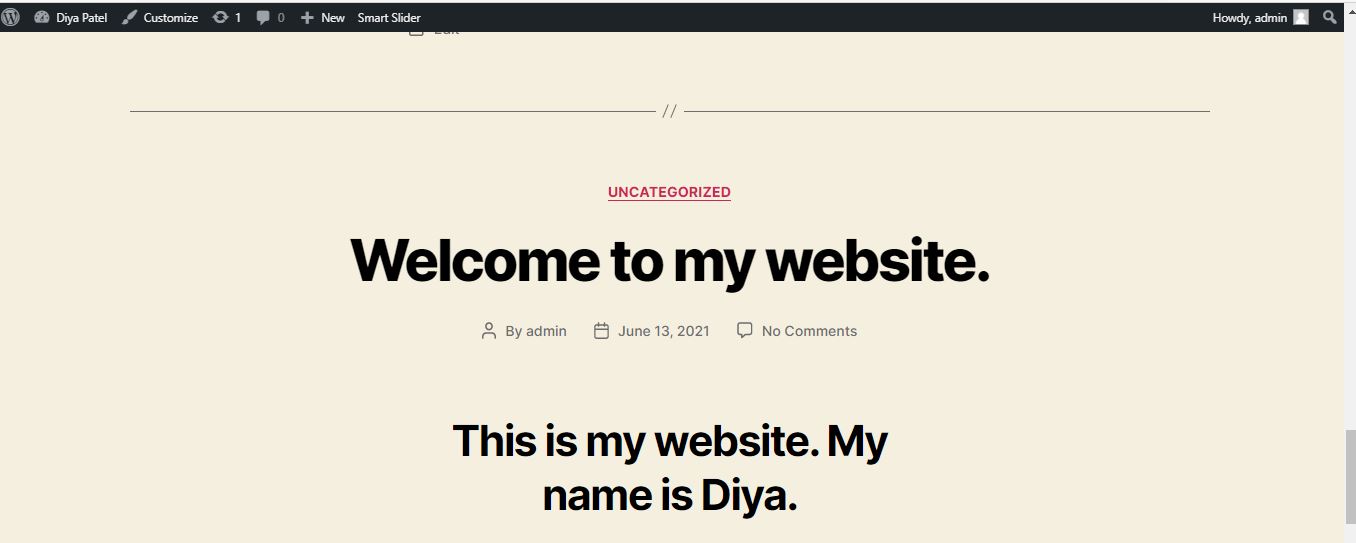 Diya Patel Customize 1 0 New Smart Slider Howdy, admin
//
UNCATEGORIZED
Welcome to my website.
By admin June 13, 2021 No Comments
This is my website. My
name is Diya.